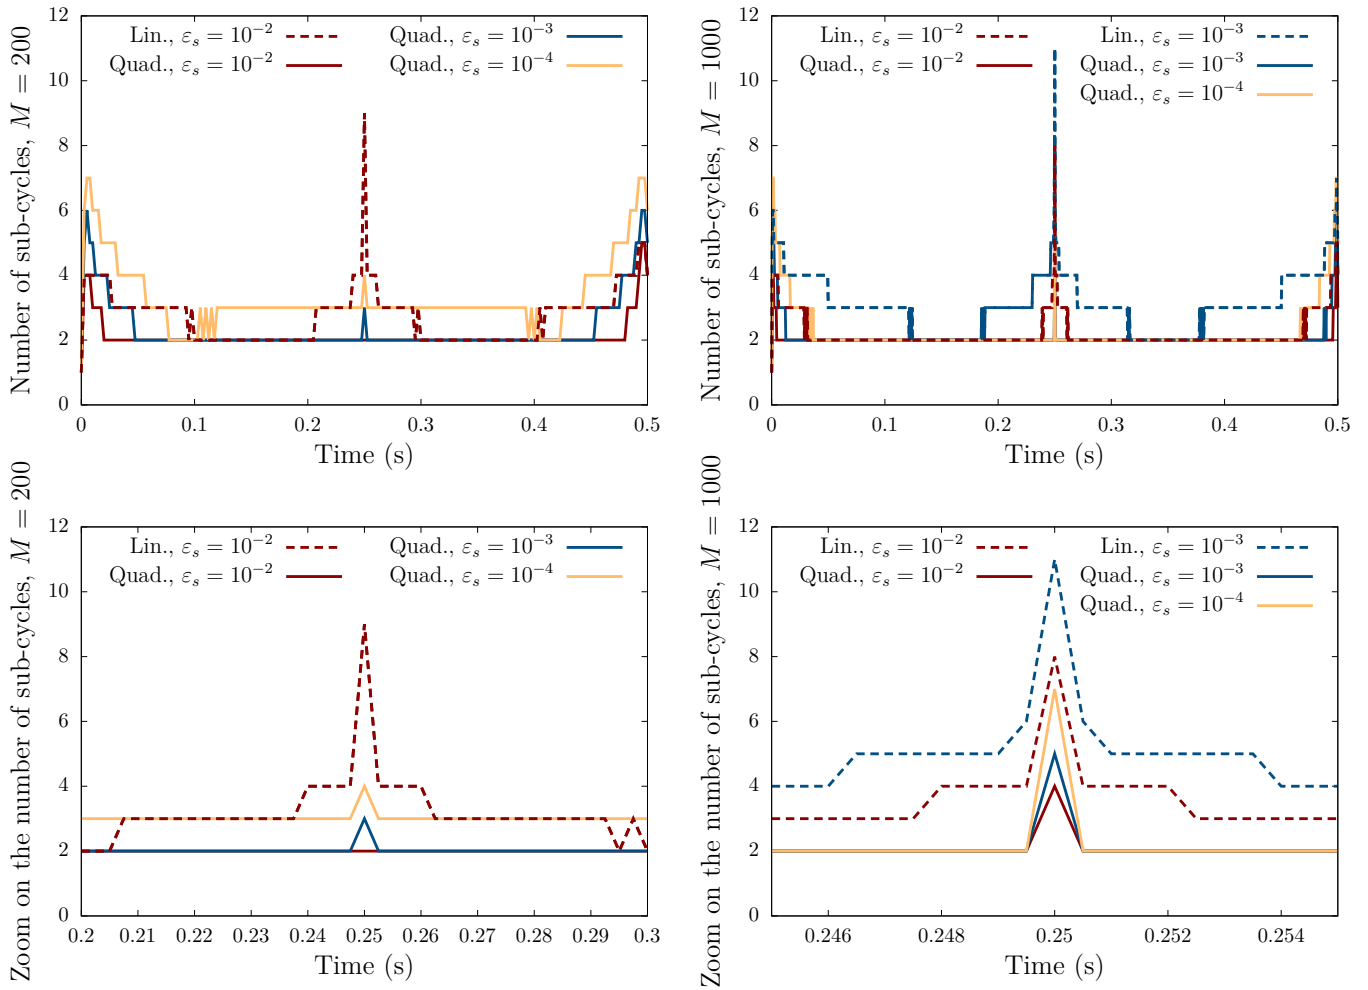 Number of sub-cycles, M = 200
12
10
8
6
4
2
0
Lin., ε_s = 10^{-2}
Quad., ε_s = 10^{-2}
Quad., ε_s = 10^{-3}
Quad., ε_s = 10^{-4}
0 0.1 0.2 0.3 0.4 0.5
Time (s)
Number of sub-cycles, M = 1000
12
10
8
6
4
2
0
Lin., ε_s = 10^{-2}
Quad., ε_s = 10^{-2}
Lin., ε_s = 10^{-3}
Quad., ε_s = 10^{-3}
Quad., ε_s = 10^{-4}
0 0.1 0.2 0.3 0.4 0.5
Time (s)
Zoom on the number of sub-cycles, M = 200
12
10
8
6
4
2
0
Lin., ε_s = 10^{-2}
Quad., ε_s = 10^{-2}
Quad., ε_s = 10^{-3}
Quad., ε_s = 10^{-4}
0.2 0.21 0.22 0.23 0.24 0.25 0.26 0.27 0.28 0.29 0.3
Time (s)
Zoom on the number of sub-cycles, M = 1000
12
10
8
6
4
2
0
Lin., ε_s = 10^{-2}
Quad., ε_s = 10^{-2}
Lin., ε_s = 10^{-3}
Quad., ε_s = 10^{-3}
Quad., ε_s = 10^{-4}
0.246 0.248 0.25 0.252 0.254
Time (s)